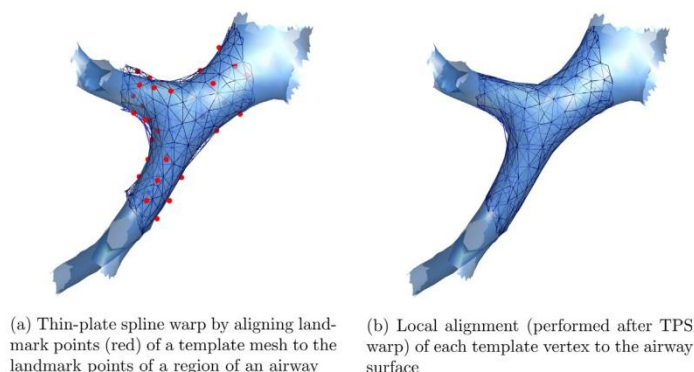 (a) Thin-plate spline warp by aligning land-
mark points (red) of a template mesh to the
landmark points of a region of an airway
(b) Local alignment (performed after TPS
warp) of each template vertex to the airway
surface